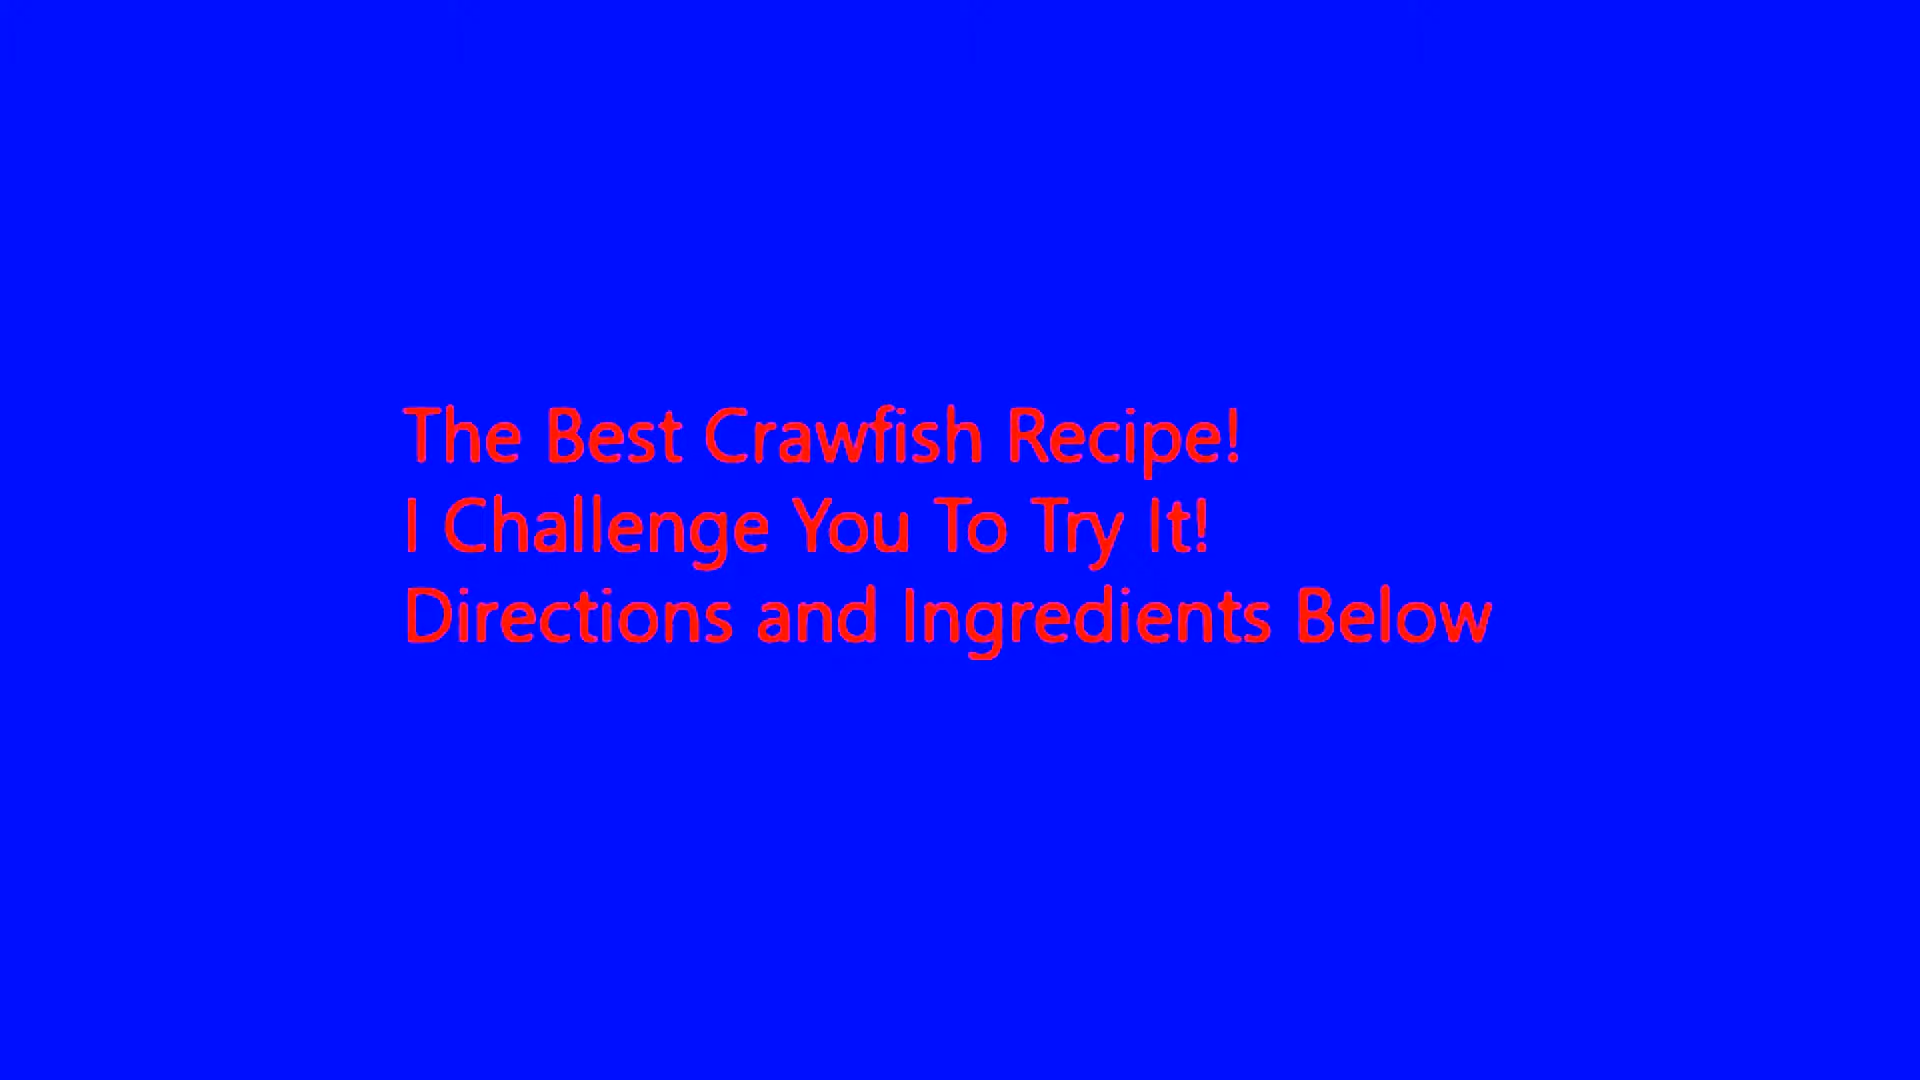 The Best Crawfish Recipe!
I Challenge You To Try It!
Directions and Ingredients Below